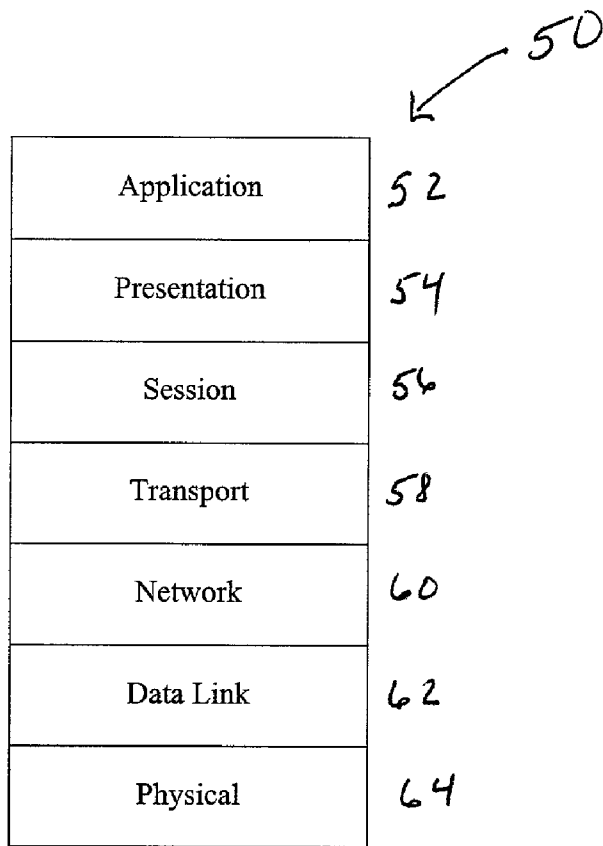 50
Application 52
Presentation 54
Session 56
Transport 58
Network 60
Data Link 62
Physical 64